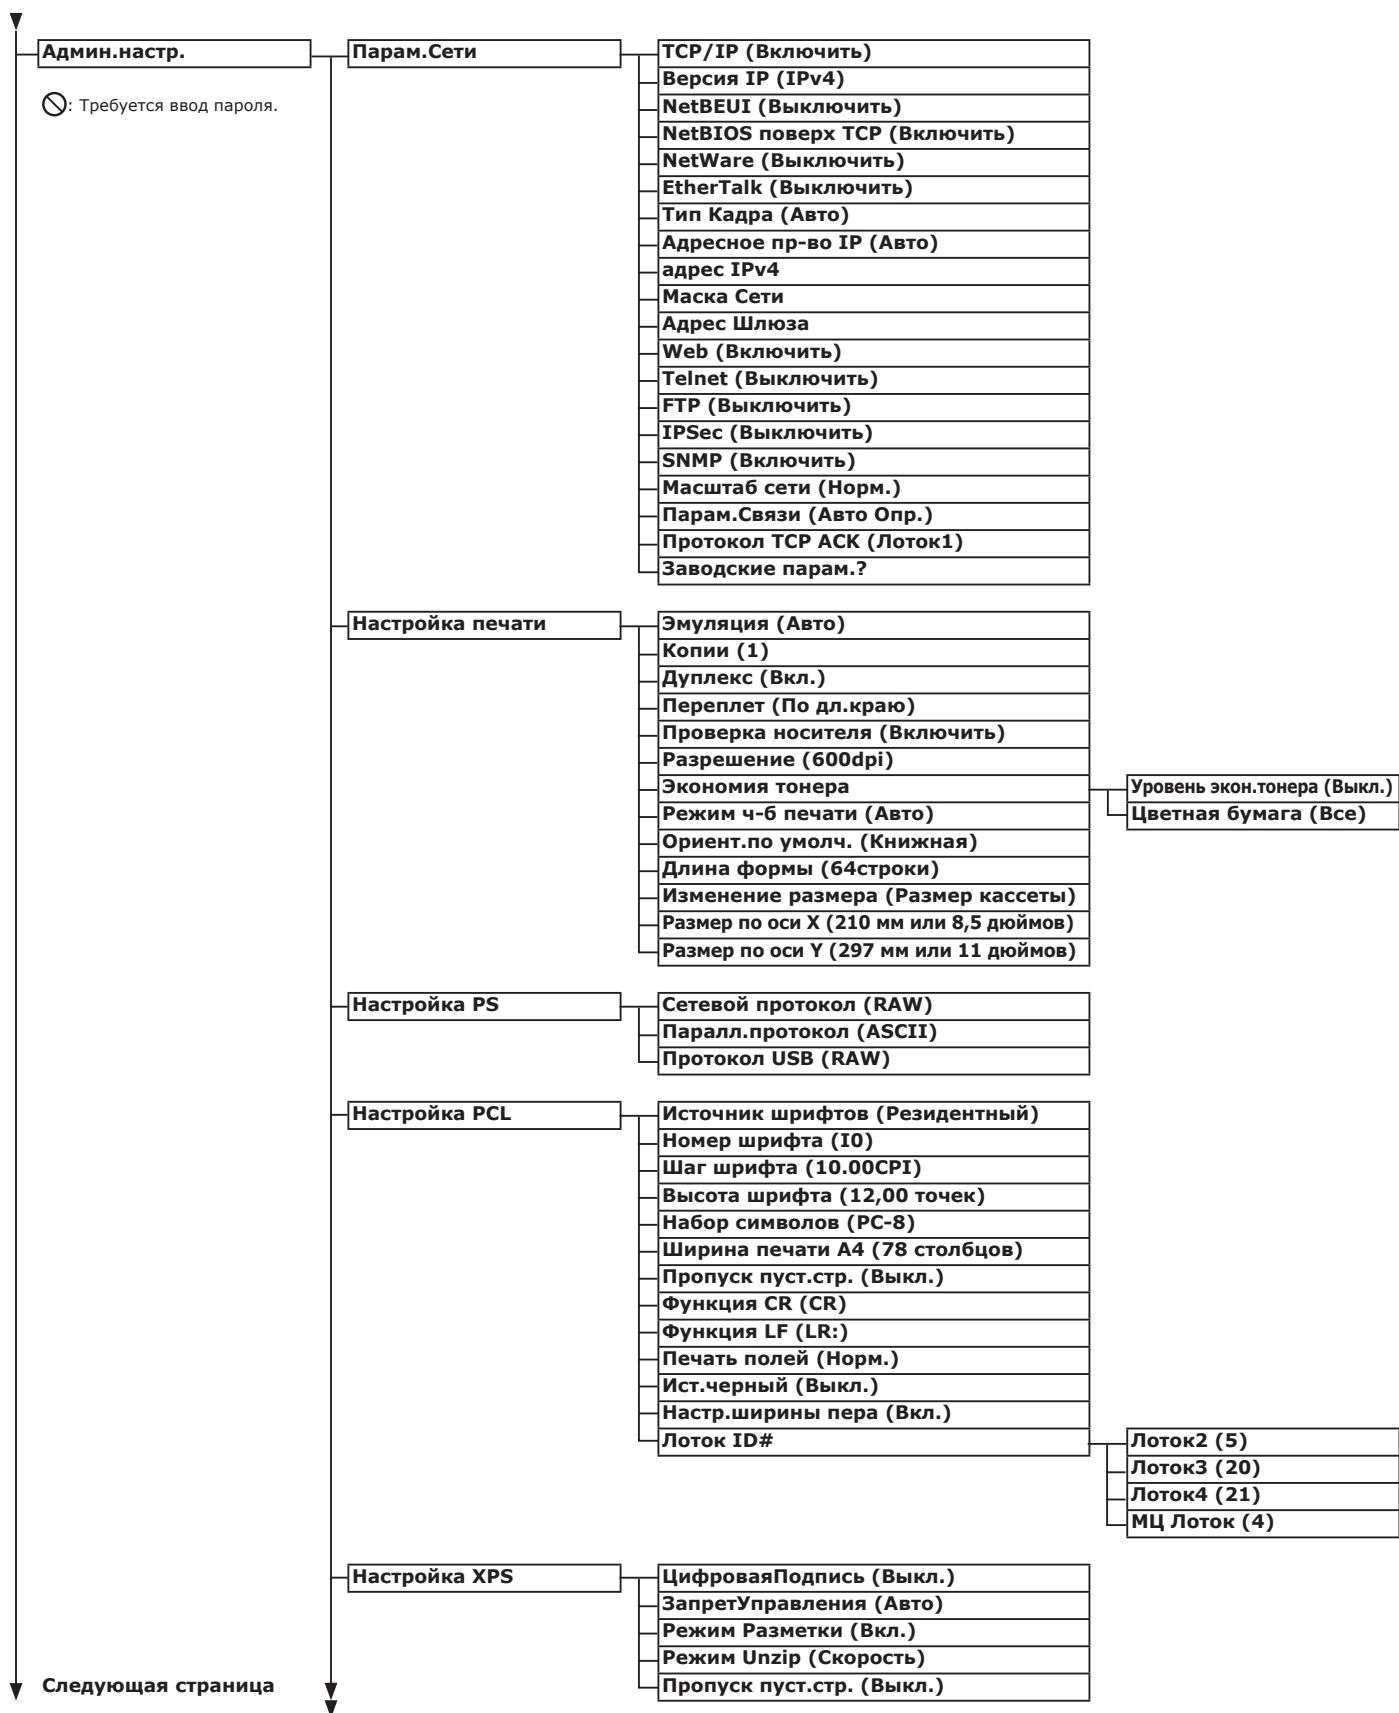 Админ.настр.
: Требуется ввод пароля.
Парам.Сети
TCP/IP (Включить)
Версия IP (IPv4)
NetBEUI (Выключить)
NetBIOS поверх TCP (Включить)
NetWare (Выключить)
EtherTalk (Выключить)
Тип Кадра (Авто)
Адресное пр-во IP (Авто)
адрес IPv4
Маска Сети
Адрес Шлюза
Web (Включить)
Telnet (Выключить)
FTP (Выключить)
IPSec (Выключить)
SNMP (Включить)
Масштаб сети (Норм.)
Парам.Связи (Авто Опр.)
Протокол TCP ACK (Лоток1)
Заводские парам.?
Настройка печати
Эмуляция (Авто)
Копии (1)
Дуплекс (Вкл.)
Переплет (По дл.краю)
Проверка носителя (Включить)
Разрешение (600dpi)
Экономия тонера
Уровень экон.тонера (Выкл.)
Цветная бумага (Все)
Режим ч-б печати (Авто)
Ориент.по умолч. (Книжная)
Длина формы (64строки)
Изменение размера (Размер кассеты)
Размер по оси X (210 мм или 8,5 дюймов)
Размер по оси Y (297 мм или 11 дюймов)
Настройка PS
Сетевой протокол (RAW)
Паралл.протокол (ASCII)
Протокол USB (RAW)
Настройка PCL
Источник шрифтов (Резидентный)
Номер шрифта (I0)
Шаг шрифта (10.00CPI)
Высота шрифта (12,00 точек)
Набор символов (PC-8)
Ширина печати A4 (78 столбцов)
Пропуск пуст.стр. (Выкл.)
Функция CR (CR)
Функция LF (LR:)
Печать полей (Норм.)
Ист.черный (Выкл.)
Настр.ширины пера (Вкл.)
Лоток ID#
Лоток2 (5)
Лоток3 (20)
Лоток4 (21)
МЦ Лоток (4)
Настройка XPS
ЦифроваяПодпись (Выкл.)
ЗапретУправления (Авто)
Режим Разметки (Вкл.)
Режим Unzip (Скорость)
Пропуск пуст.стр. (Выкл.)
Следующая страница